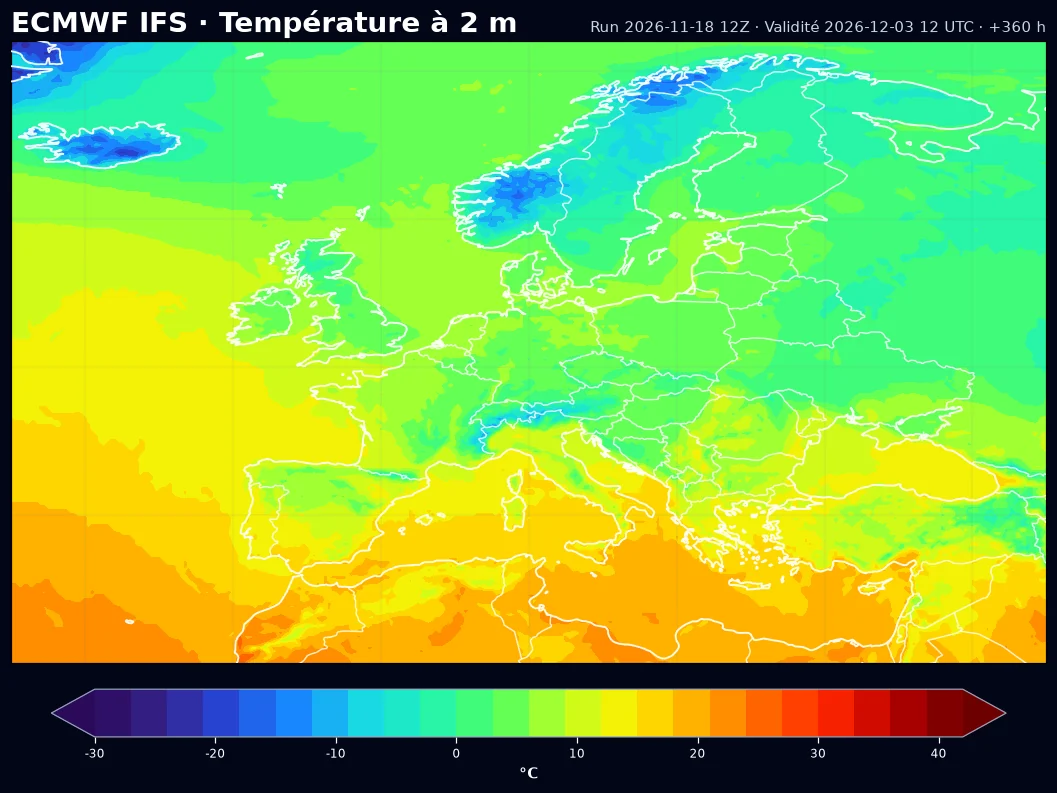 ECMWF IFS · Température à 2 m
Run 2026-11-18 12Z · Validité 2026-12-03 12 UTC · +360 h
-30 -20 -10 0 10 20 30 40
°C